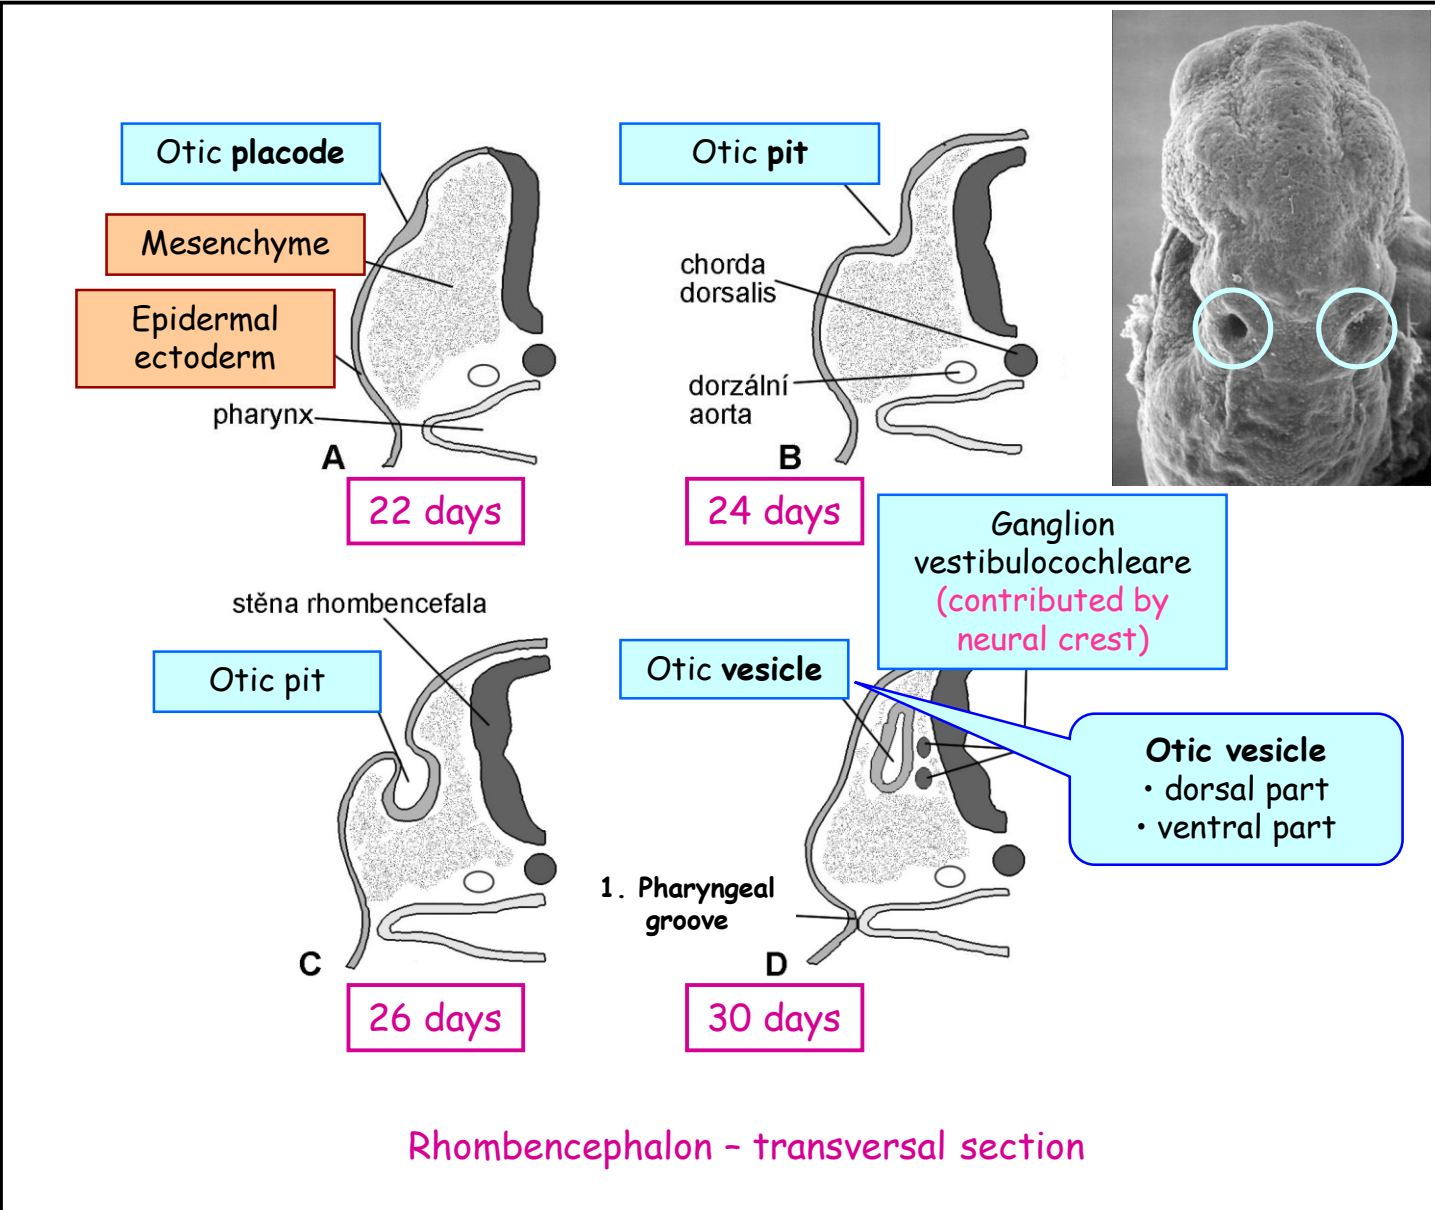 Otic placode
Mesenchyme
Epidermal
ectoderm
pharynx
A
22 days
Otic pit
chorda
dorsalis
dorzální
aorta
B
24 days
stěna rhombencefala
Otic pit
C
26 days
Ganglion
vestibulocochleare
(contributed by
neural crest)
Otic vesicle
Otic vesicle
• dorsal part
• ventral part
1. Pharyngeal
groove
D
30 days
Rhombencephalon – transversal section